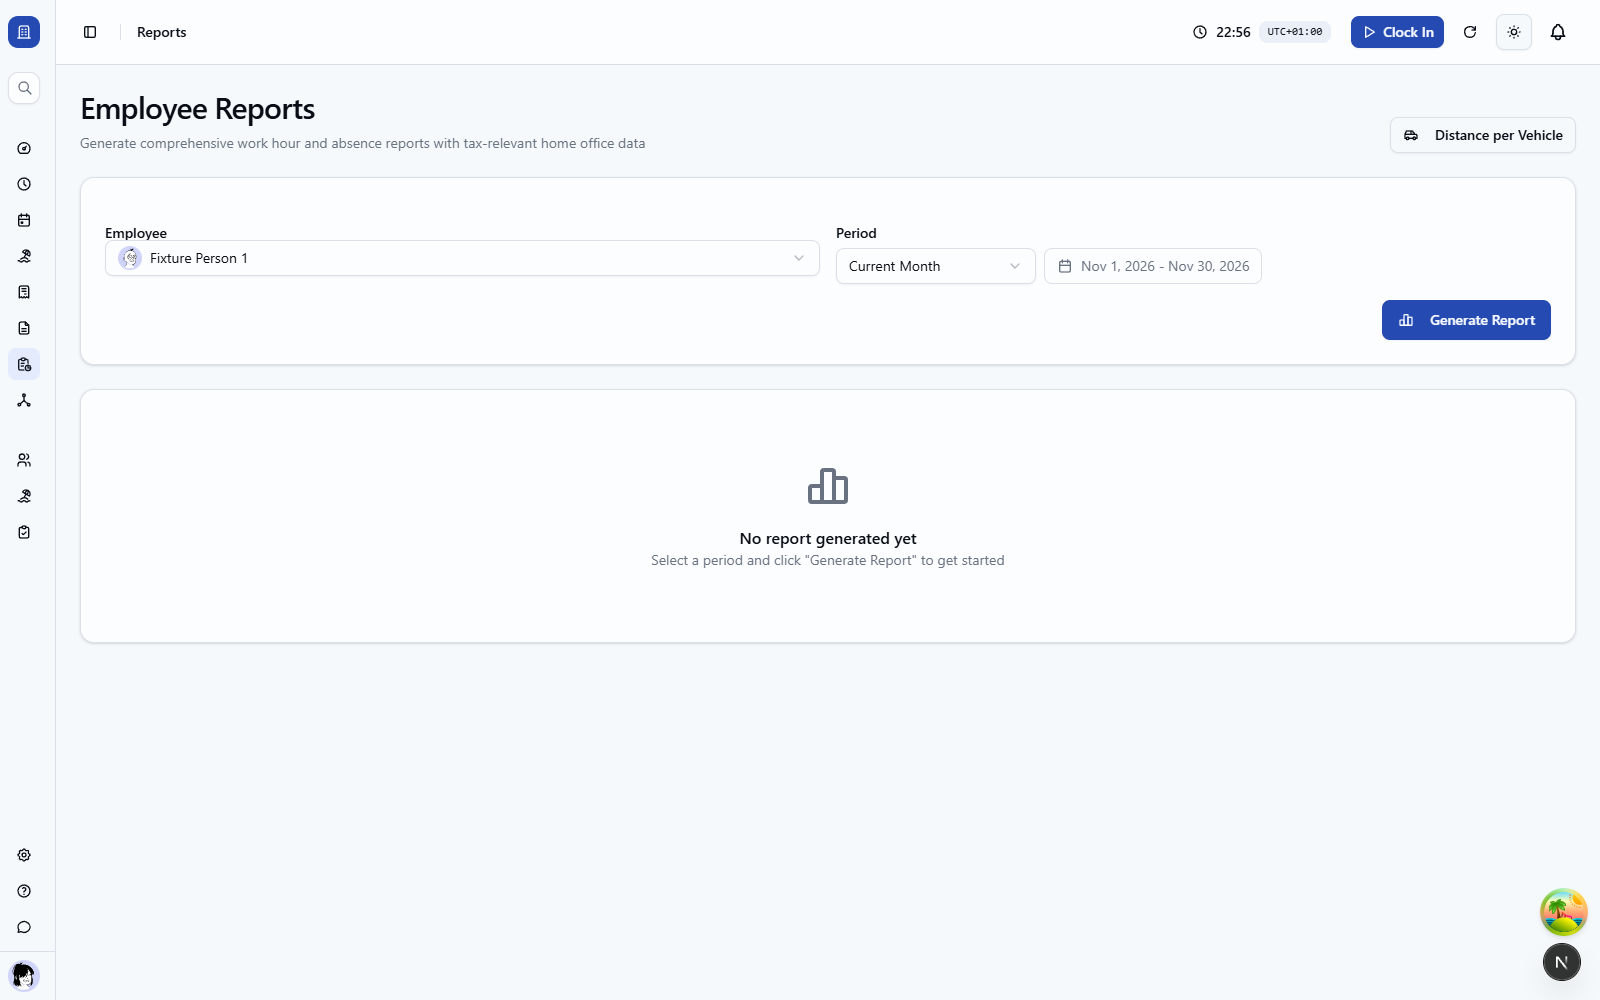 Reports
22:56 UTC+01:00
Clock In
Employee Reports
Generate comprehensive work hour and absence reports with tax-relevant home office data
Distance per Vehicle
Employee
Fixture Person 1
Period
Current Month
Nov 1, 2026 - Nov 30, 2026
Generate Report
No report generated yet
Select a period and click "Generate Report" to get started
N